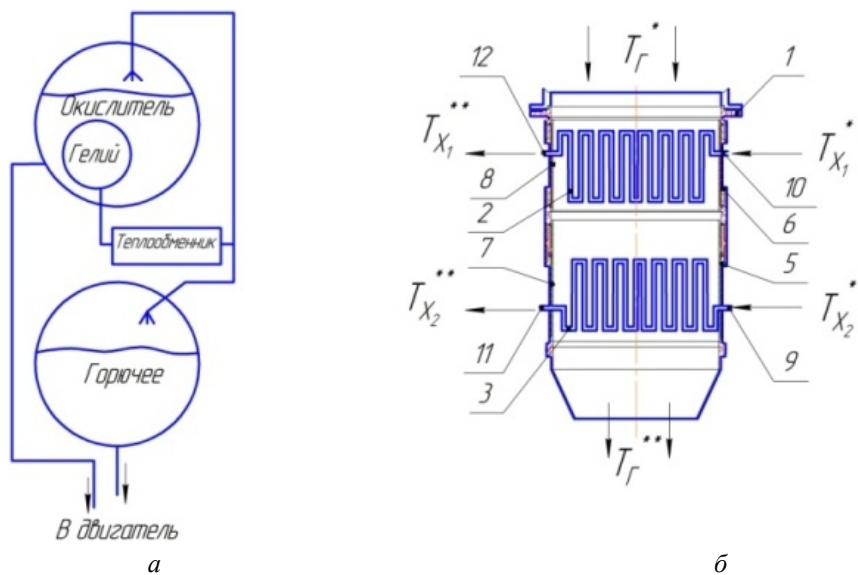 Окислитель
Гелий
Теплообменник
Горючее
В двигатель
а
T_Г^*
12
1
T_X1^**
T_X1^*
8
10
2
6
7
5
T_X2^**
T_X2^*
11
9
3
T_Г^**
б